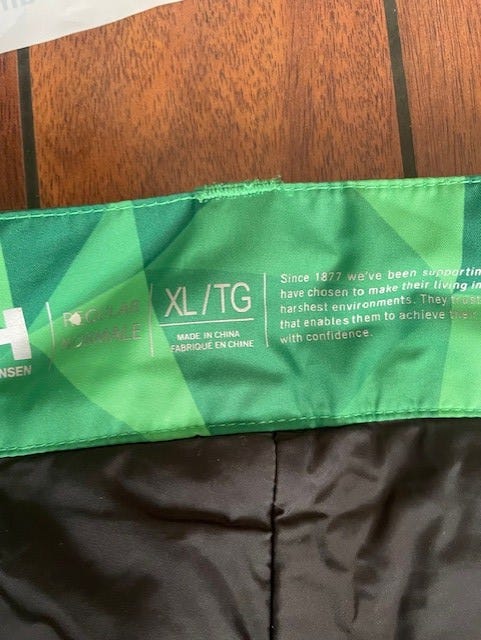 H
NSEN
REGULAR
NORMALE
XL/TG
MADE IN CHINA
FABRIQUÉ EN CHINE
Since 1877 we've been supportin
have chosen to make their living in
harshest environments. They trust
that enables them to achieve their
with confidence.